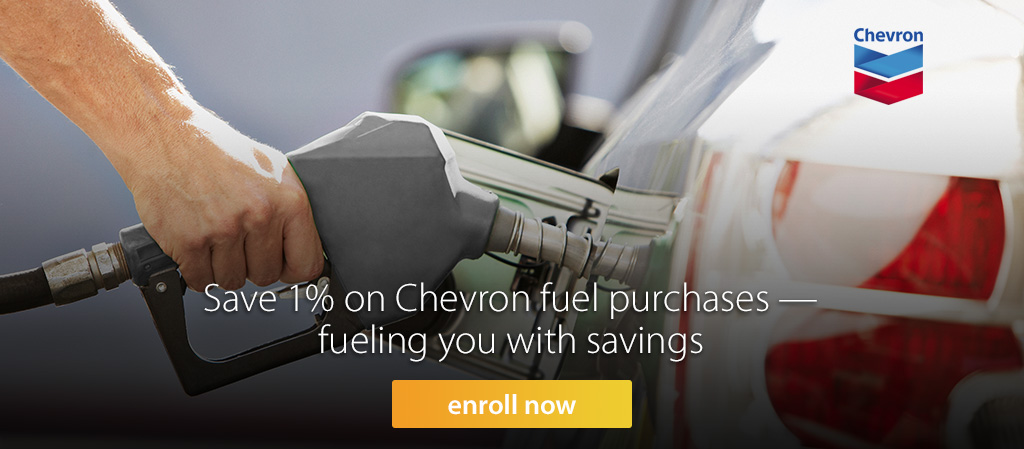 Chevron
Save 1% on Chevron fuel purchases —
fueling you with savings
enroll now